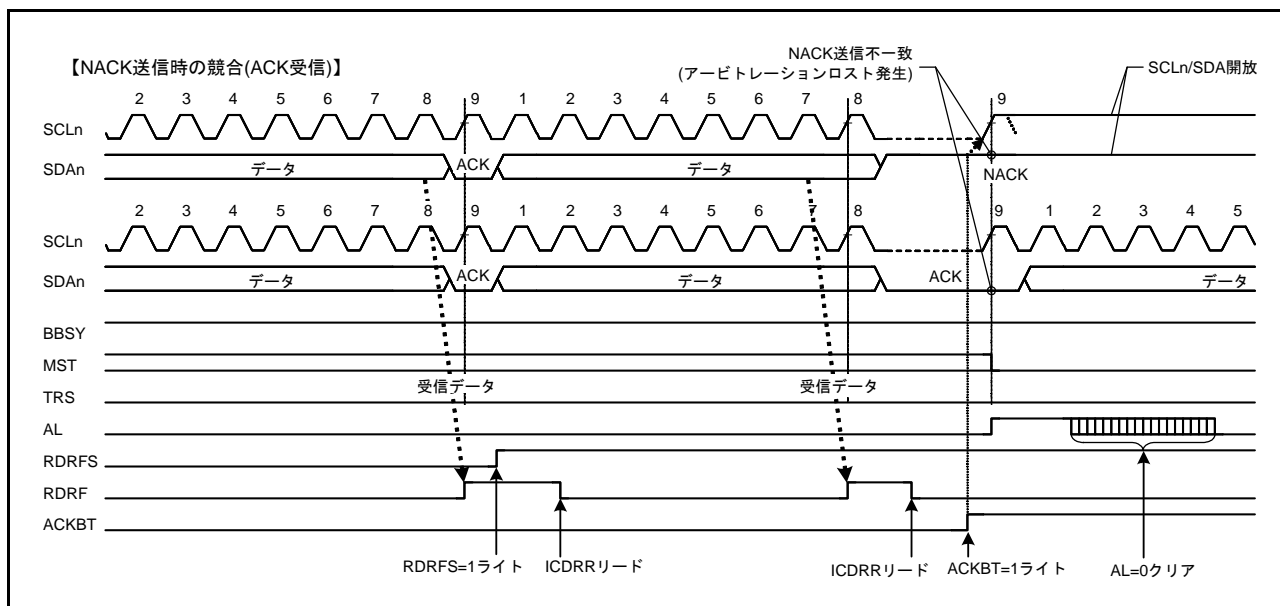 【NACK送信時の競合(ACK受信)】
NACK送信不一致
(アービトレーションロスト発生)
SCLn/SDA開放
2 3 4 5 6 7 8 9 1 2 3 4 5 6 7 8 9
SCLn
SDAn データ ACK データ NACK
2 3 4 5 6 7 8 9 1 2 3 4 5 6 7 8 9 1 2 3 4 5
SCLn
SDAn データ ACK データ ACK データ
BBSY
MST
受信データ 受信データ
TRS
AL
RDRFS
RDRF
ACKBT
RDRFS=1ライト ICDRRリード ICDRRリード ACKBT=1ライト AL=0クリア